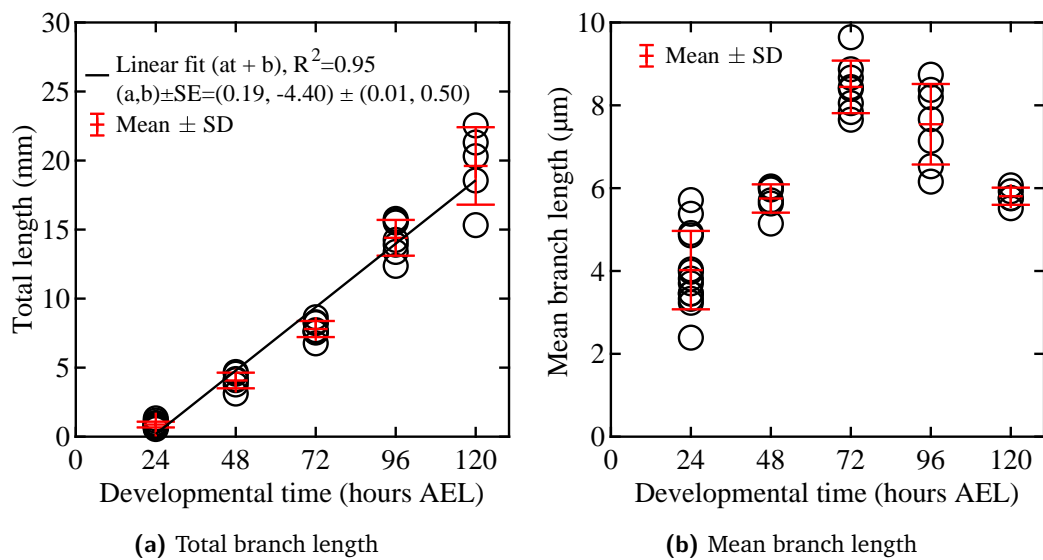 30
25
20
15
10
5
0
Total length (mm)
Linear fit (at + b), R²=0.95
(a,b)±SE=(0.19, -4.40) ± (0.01, 0.50)
Mean ± SD
0 24 48 72 96 120
Developmental time (hours AEL)
(a) Total branch length
10
8
6
4
2
0
Mean branch length (μm)
Mean ± SD
0 24 48 72 96 120
Developmental time (hours AEL)
(b) Mean branch length